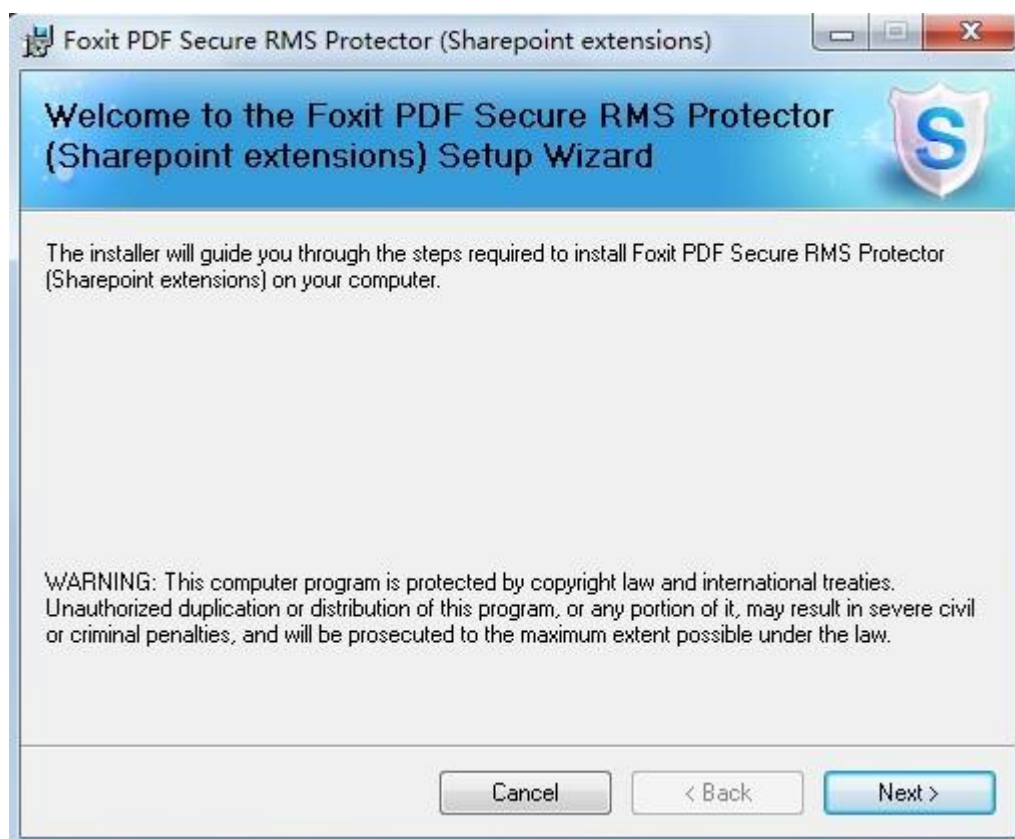 Foxit PDF Secure RMS Protector (Sharepoint extensions)
Welcome to the Foxit PDF Secure RMS Protector
(Sharepoint extensions) Setup Wizard
S
The installer will guide you through the steps required to install Foxit PDF Secure RMS Protector
(Sharepoint extensions) on your computer.
WARNING: This computer program is protected by copyright law and international treaties.
Unauthorized duplication or distribution of this program, or any portion of it, may result in severe civil
or criminal penalties, and will be prosecuted to the maximum extent possible under the law.
Cancel
< Back
Next >